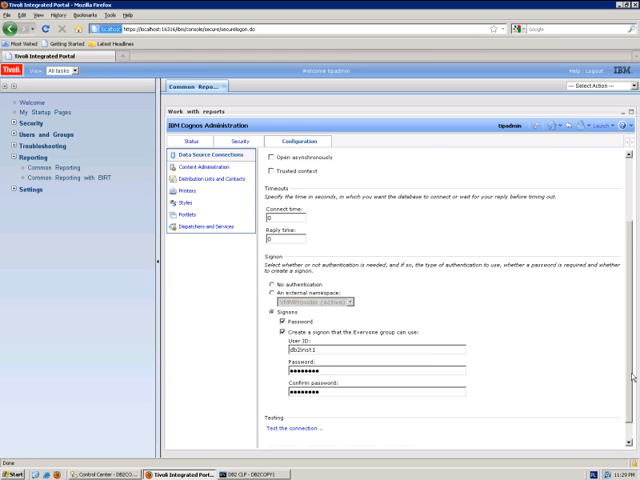 Tivoli Integrated Portal - Mozilla Firefox
File Edit View History Bookmarks Tools Help
localhost https://localhost:16316/ibm/console/secure/securelogon.do
Google
Most Visited Getting Started Latest Headlines
Tivoli Integrated Portal
Tivoli. View: All tasks Welcome tipadmin Help Logout IBM.
Common Repo... -- Select Action --
Welcome
My Startup Pages
Security
Users and Groups
Troubleshooting
Reporting
Common Reporting
Common Reporting with BIRT
Settings
Work with reports
IBM Cognos Administration tipadmin Launch
Status Security Configuration
Data Source Connections
Content Administration
Distribution Lists and Contacts
Printers
Styles
Portlets
Dispatchers and Services
Open asynchronously
Trusted context
Timeouts
Specify the time in seconds, in which you want the database to connect or wait for your reply before timing out.
Connect time:
0
Reply time:
0
Signon
Select whether or not authentication is needed, and if so, the type of authentication to use, whether a password is required and whether
to create a signon.
No authentication
An external namespace:
VMMProvider (Active)
Signons
Password
Create a signon that the Everyone group can use:
User ID:
db2inst1
Password:
••••••••
Confirm password:
••••••••
Testing
Test the connection...
Done
Start Control Center - DB2CO... Tivoli Integrated Port... DB2 CLP - DB2COPY1 11:29 PM